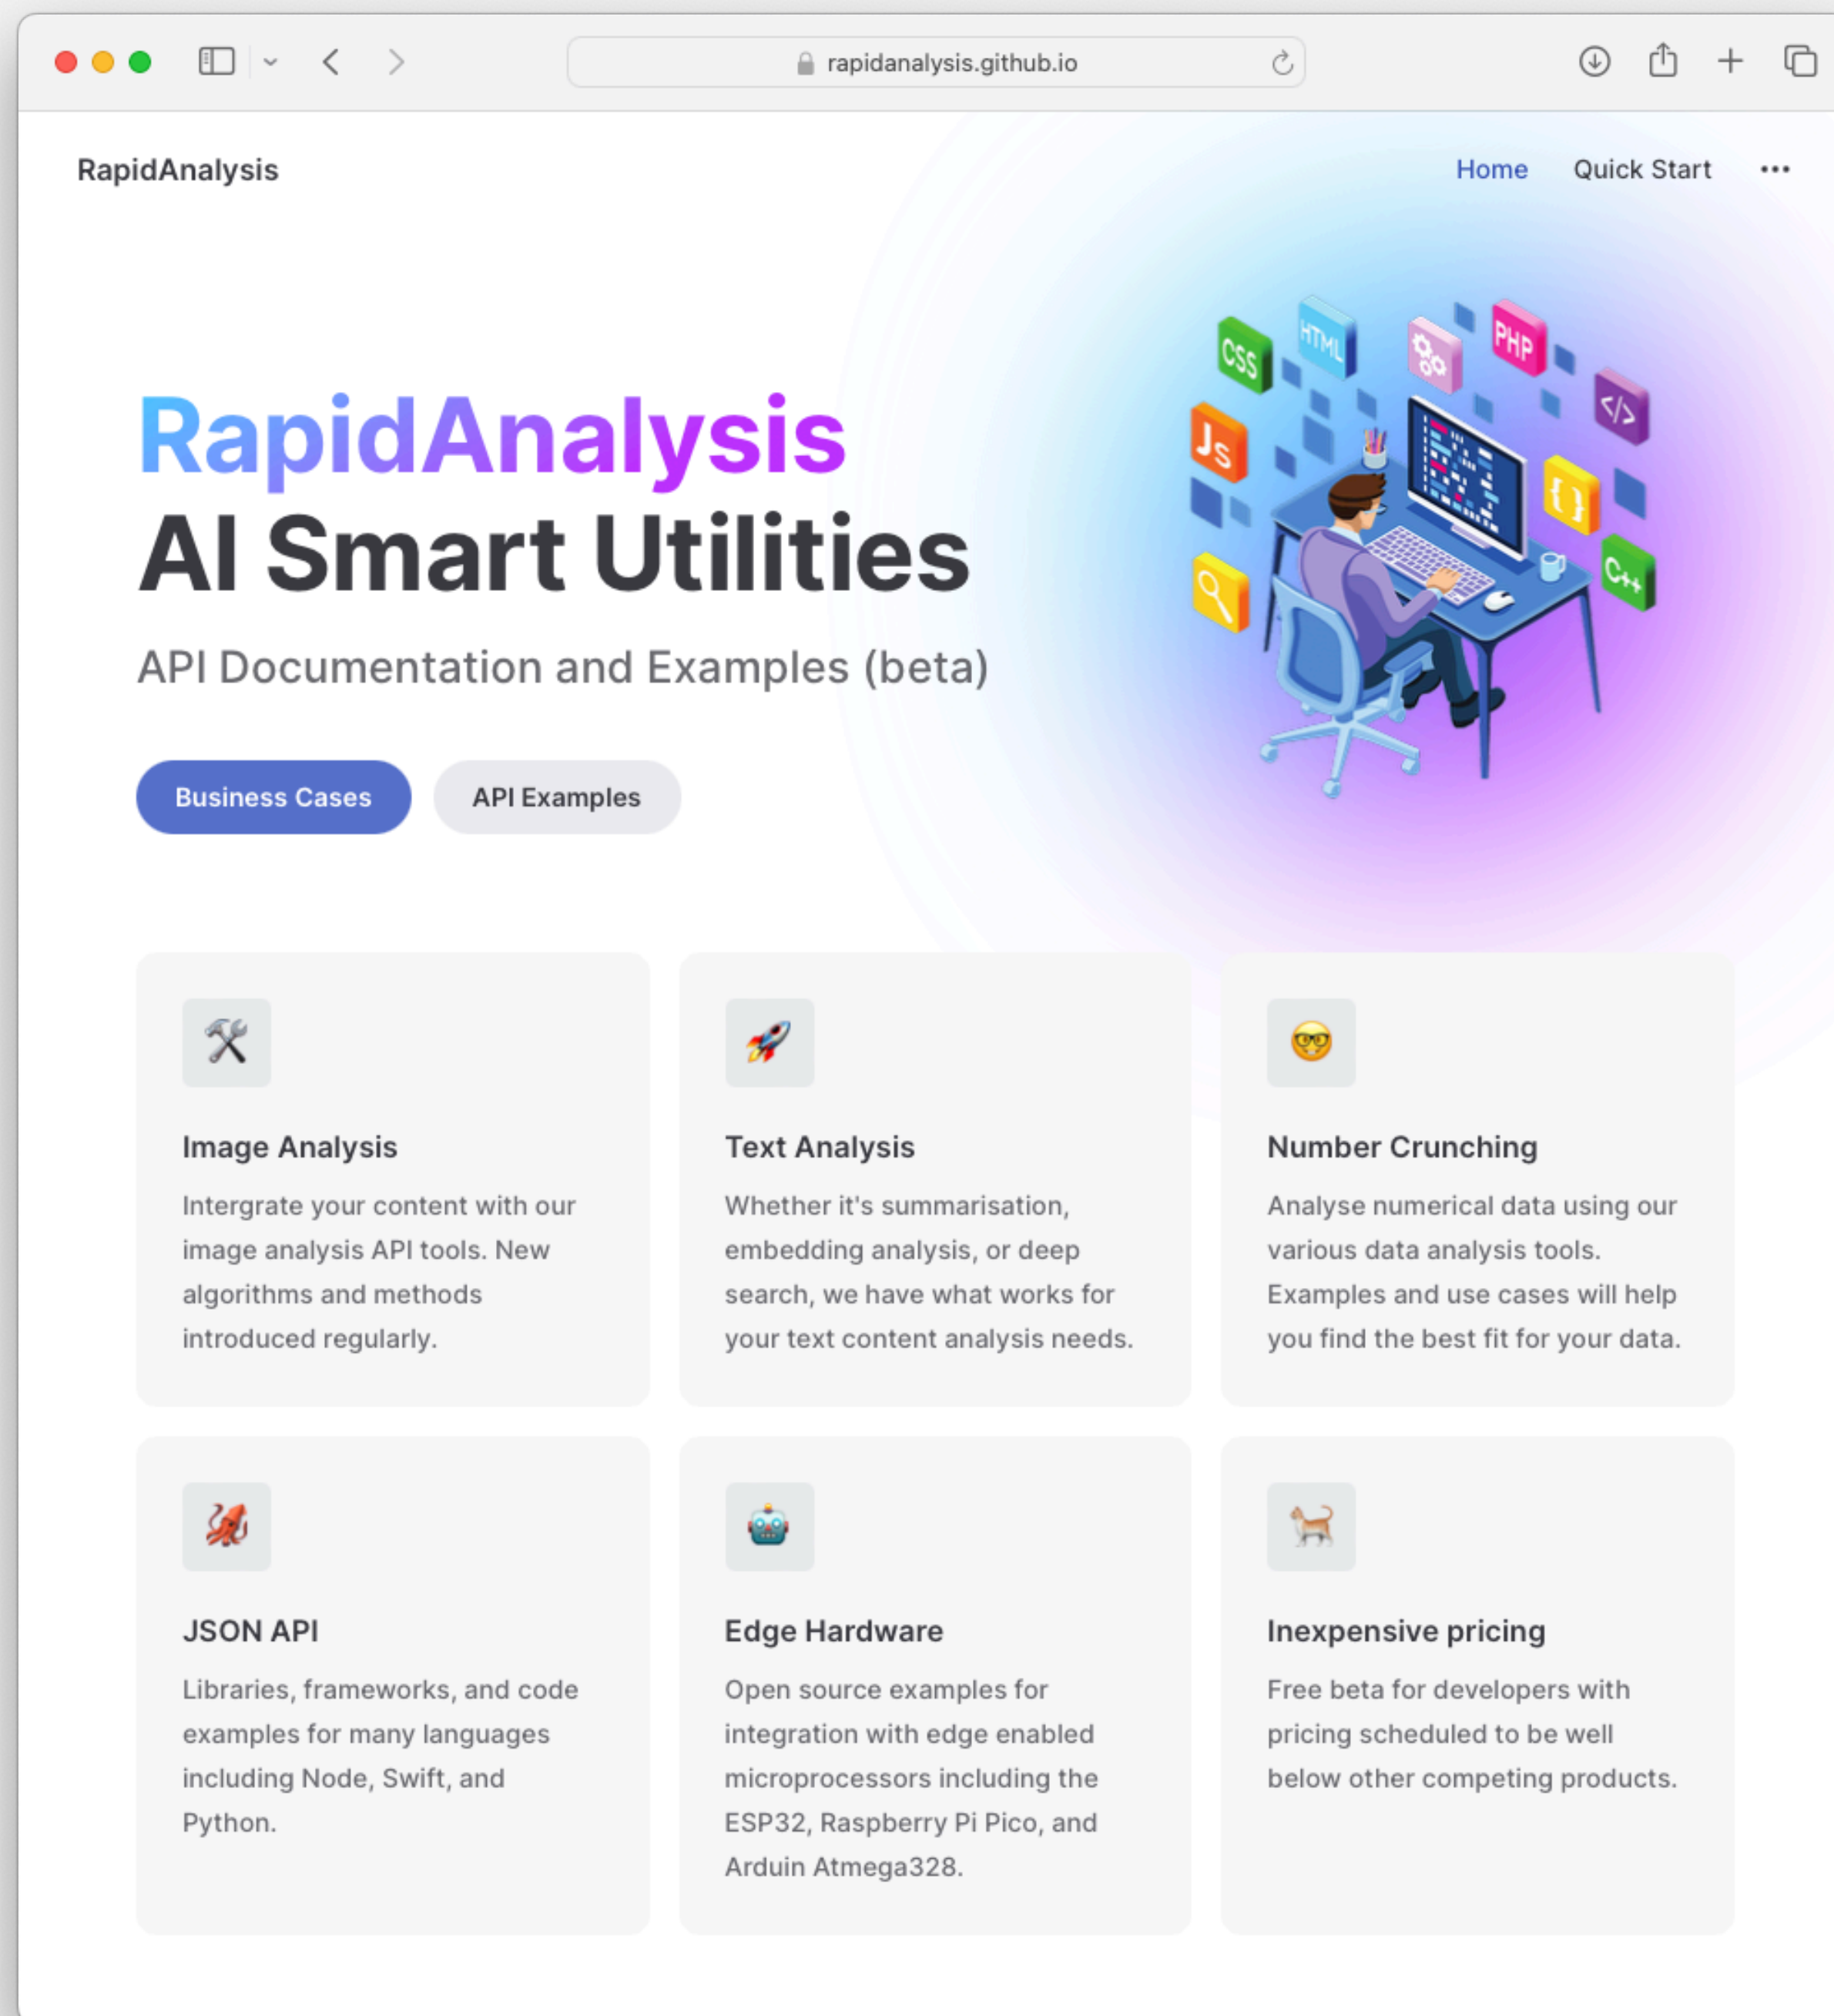 rapidanalysis.github.io
RapidAnalysis
Home
Quick Start
•••
CSS
HTML
PHP
</>
JS
{ }
C++
RapidAnalysis
AI Smart Utilities
API Documentation and Examples (beta)
Business Cases
API Examples
Image Analysis
Intergrate your content with our
image analysis API tools. New
algorithms and methods
introduced regularly.
Text Analysis
Whether it's summarisation,
embedding analysis, or deep
search, we have what works for
your text content analysis needs.
Number Crunching
Analyse numerical data using our
various data analysis tools.
Examples and use cases will help
you find the best fit for your data.
JSON API
Libraries, frameworks, and code
examples for many languages
including Node, Swift, and
Python.
Edge Hardware
Open source examples for
integration with edge enabled
microprocessors including the
ESP32, Raspberry Pi Pico, and
Arduin Atmega328.
Inexpensive pricing
Free beta for developers with
pricing scheduled to be well
below other competing products.